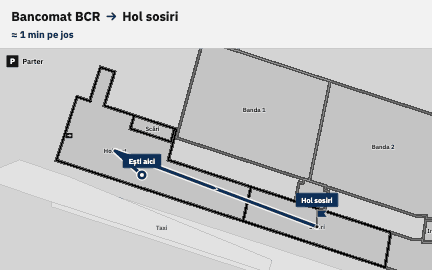 Bancomat BCR → Hol sosiri
≈ 1 min pe jos
P Parter
Banda 1
Scări
Banda 2
Ești aici
Hol sosiri
Taxi